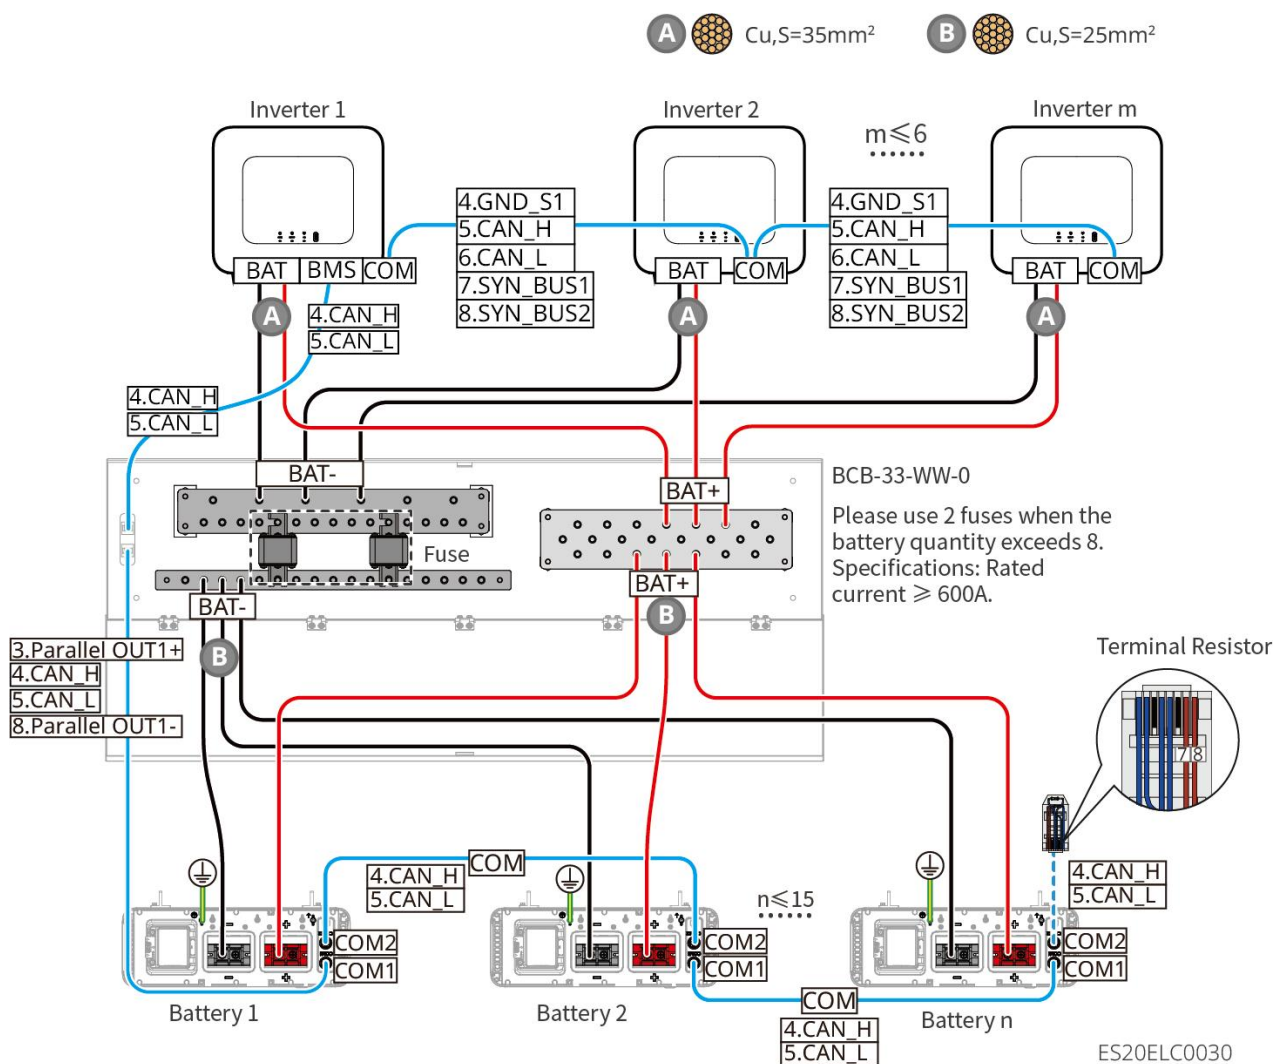 A Cu,S=35mm²
B Cu,S=25mm²
Inverter 1
Inverter 2
Inverter m
m≤6
4.GND_S1
5.CAN_H
6.CAN_L
7.SYN_BUS1
8.SYN_BUS2
4.GND_S1
5.CAN_H
6.CAN_L
7.SYN_BUS1
8.SYN_BUS2
BAT
BMS
COM
BAT
COM
BAT
COM
A
A
A
4.CAN_H
5.CAN_L
4.CAN_H
5.CAN_L
BAT-
BAT+
BCB-33-WW-0
Please use 2 fuses when the
battery quantity exceeds 8.
Specifications: Rated
current ≥ 600A.
Fuse
BAT-
BAT+
B
B
3.Parallel OUT1+
4.CAN_H
5.CAN_L
8.Parallel OUT1-
Terminal Resistor
7 8
COM
4.CAN_H
5.CAN_L
n≤15
4.CAN_H
5.CAN_L
- +
- +
COM2
COM1
- +
- +
COM2
COM1
- +
- +
COM2
COM1
Battery 1
Battery 2
Battery n
COM
4.CAN_H
5.CAN_L
ES20ELC0030